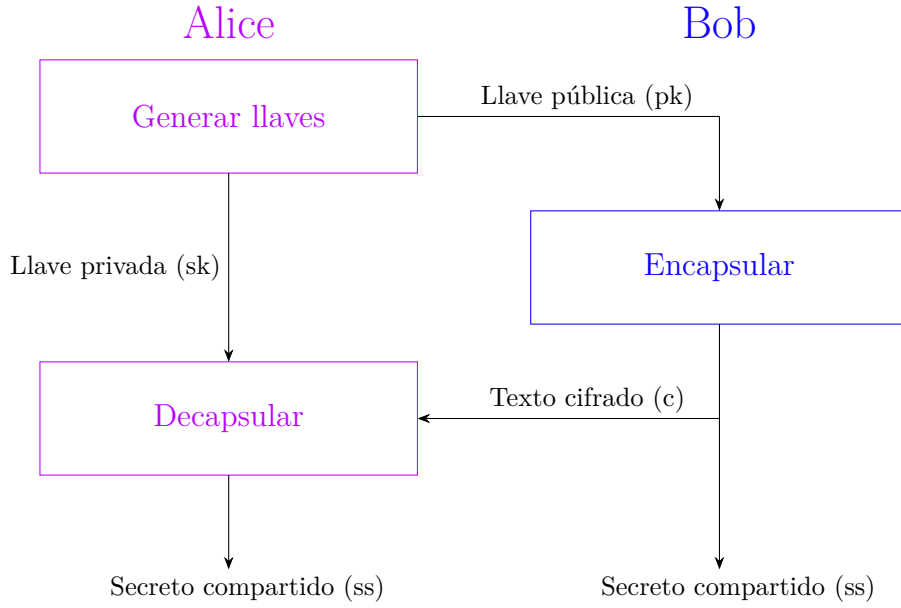 Alice
Bob
Generar llaves
Llave pública (pk)
Llave privada (sk)
Encapsular
Decapsular
Texto cifrado (c)
Secreto compartido (ss)
Secreto compartido (ss)